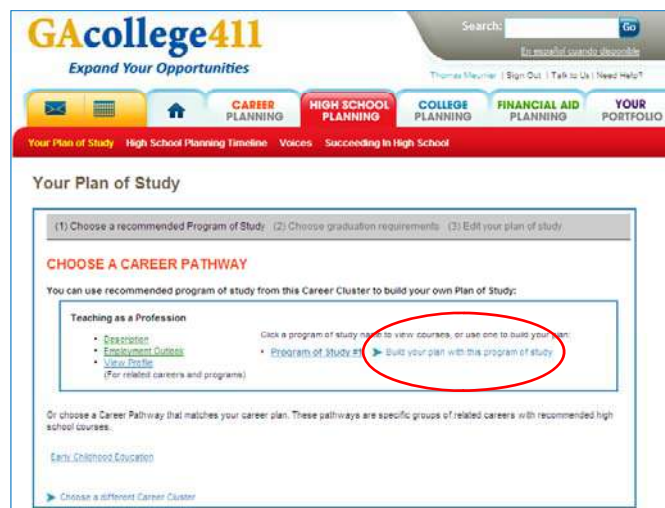 GAcollege411
Expand Your Opportunities
Search: Go
En español cuando disponible
Thomas Meunier | Sign Out | Talk to Us | Need Help?
CAREER PLANNING
HIGH SCHOOL PLANNING
COLLEGE PLANNING
FINANCIAL AID PLANNING
YOUR PORTFOLIO
Your Plan of Study High School Planning Timeline Voices Succeeding In High School
Your Plan of Study
(1) Choose a recommended Program of Study (2) Choose graduation requirements (3) Edit your plan of study
CHOOSE A CAREER PATHWAY
You can use recommended program of study from this Career Cluster to build your own Plan of Study:
Teaching as a Profession
• Description
• Employment Outlook
• View Profile
(For related careers and programs)
Click a program of study name to view courses, or use one to build your plan:
• Program of Study #1 ➤ Build your plan with this program of study
Or choose a Career Pathway that matches your career plan. These pathways are specific groups of related careers with recommended high
school courses.
Early Childhood Education
➤ Choose a different Career Cluster